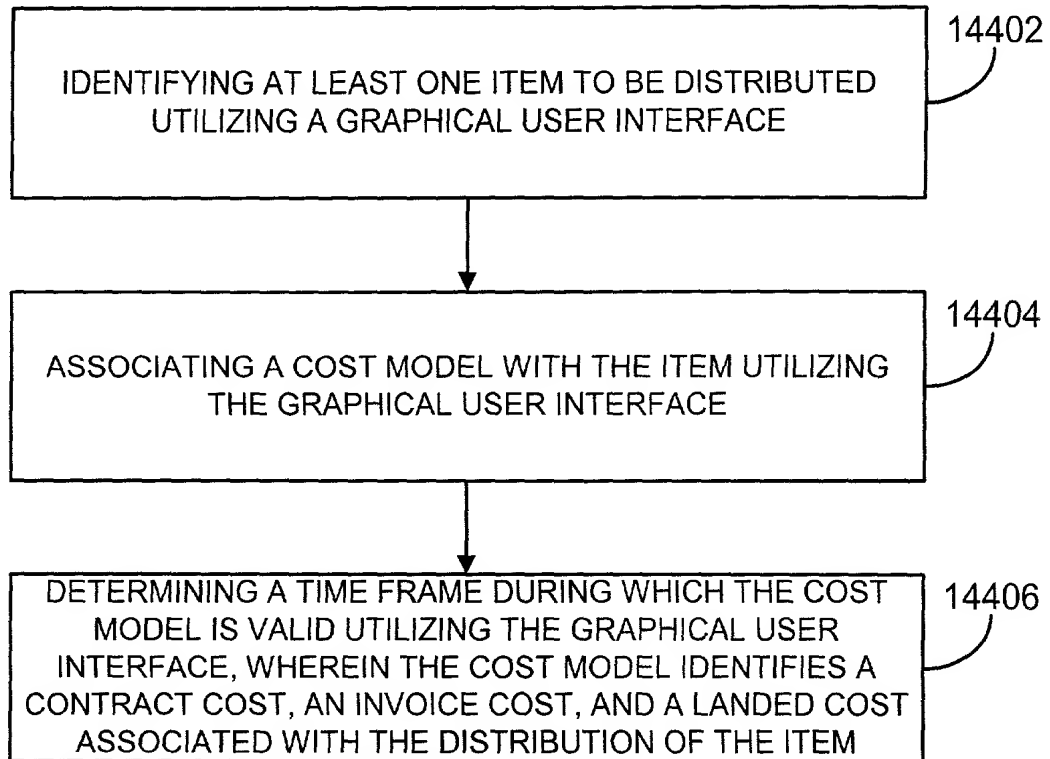 14402
IDENTIFYING AT LEAST ONE ITEM TO BE DISTRIBUTED
UTILIZING A GRAPHICAL USER INTERFACE
14404
ASSOCIATING A COST MODEL WITH THE ITEM UTILIZING
THE GRAPHICAL USER INTERFACE
14406
DETERMINING A TIME FRAME DURING WHICH THE COST
MODEL IS VALID UTILIZING THE GRAPHICAL USER
INTERFACE, WHEREIN THE COST MODEL IDENTIFIES A
CONTRACT COST, AN INVOICE COST, AND A LANDED COST
ASSOCIATED WITH THE DISTRIBUTION OF THE ITEM